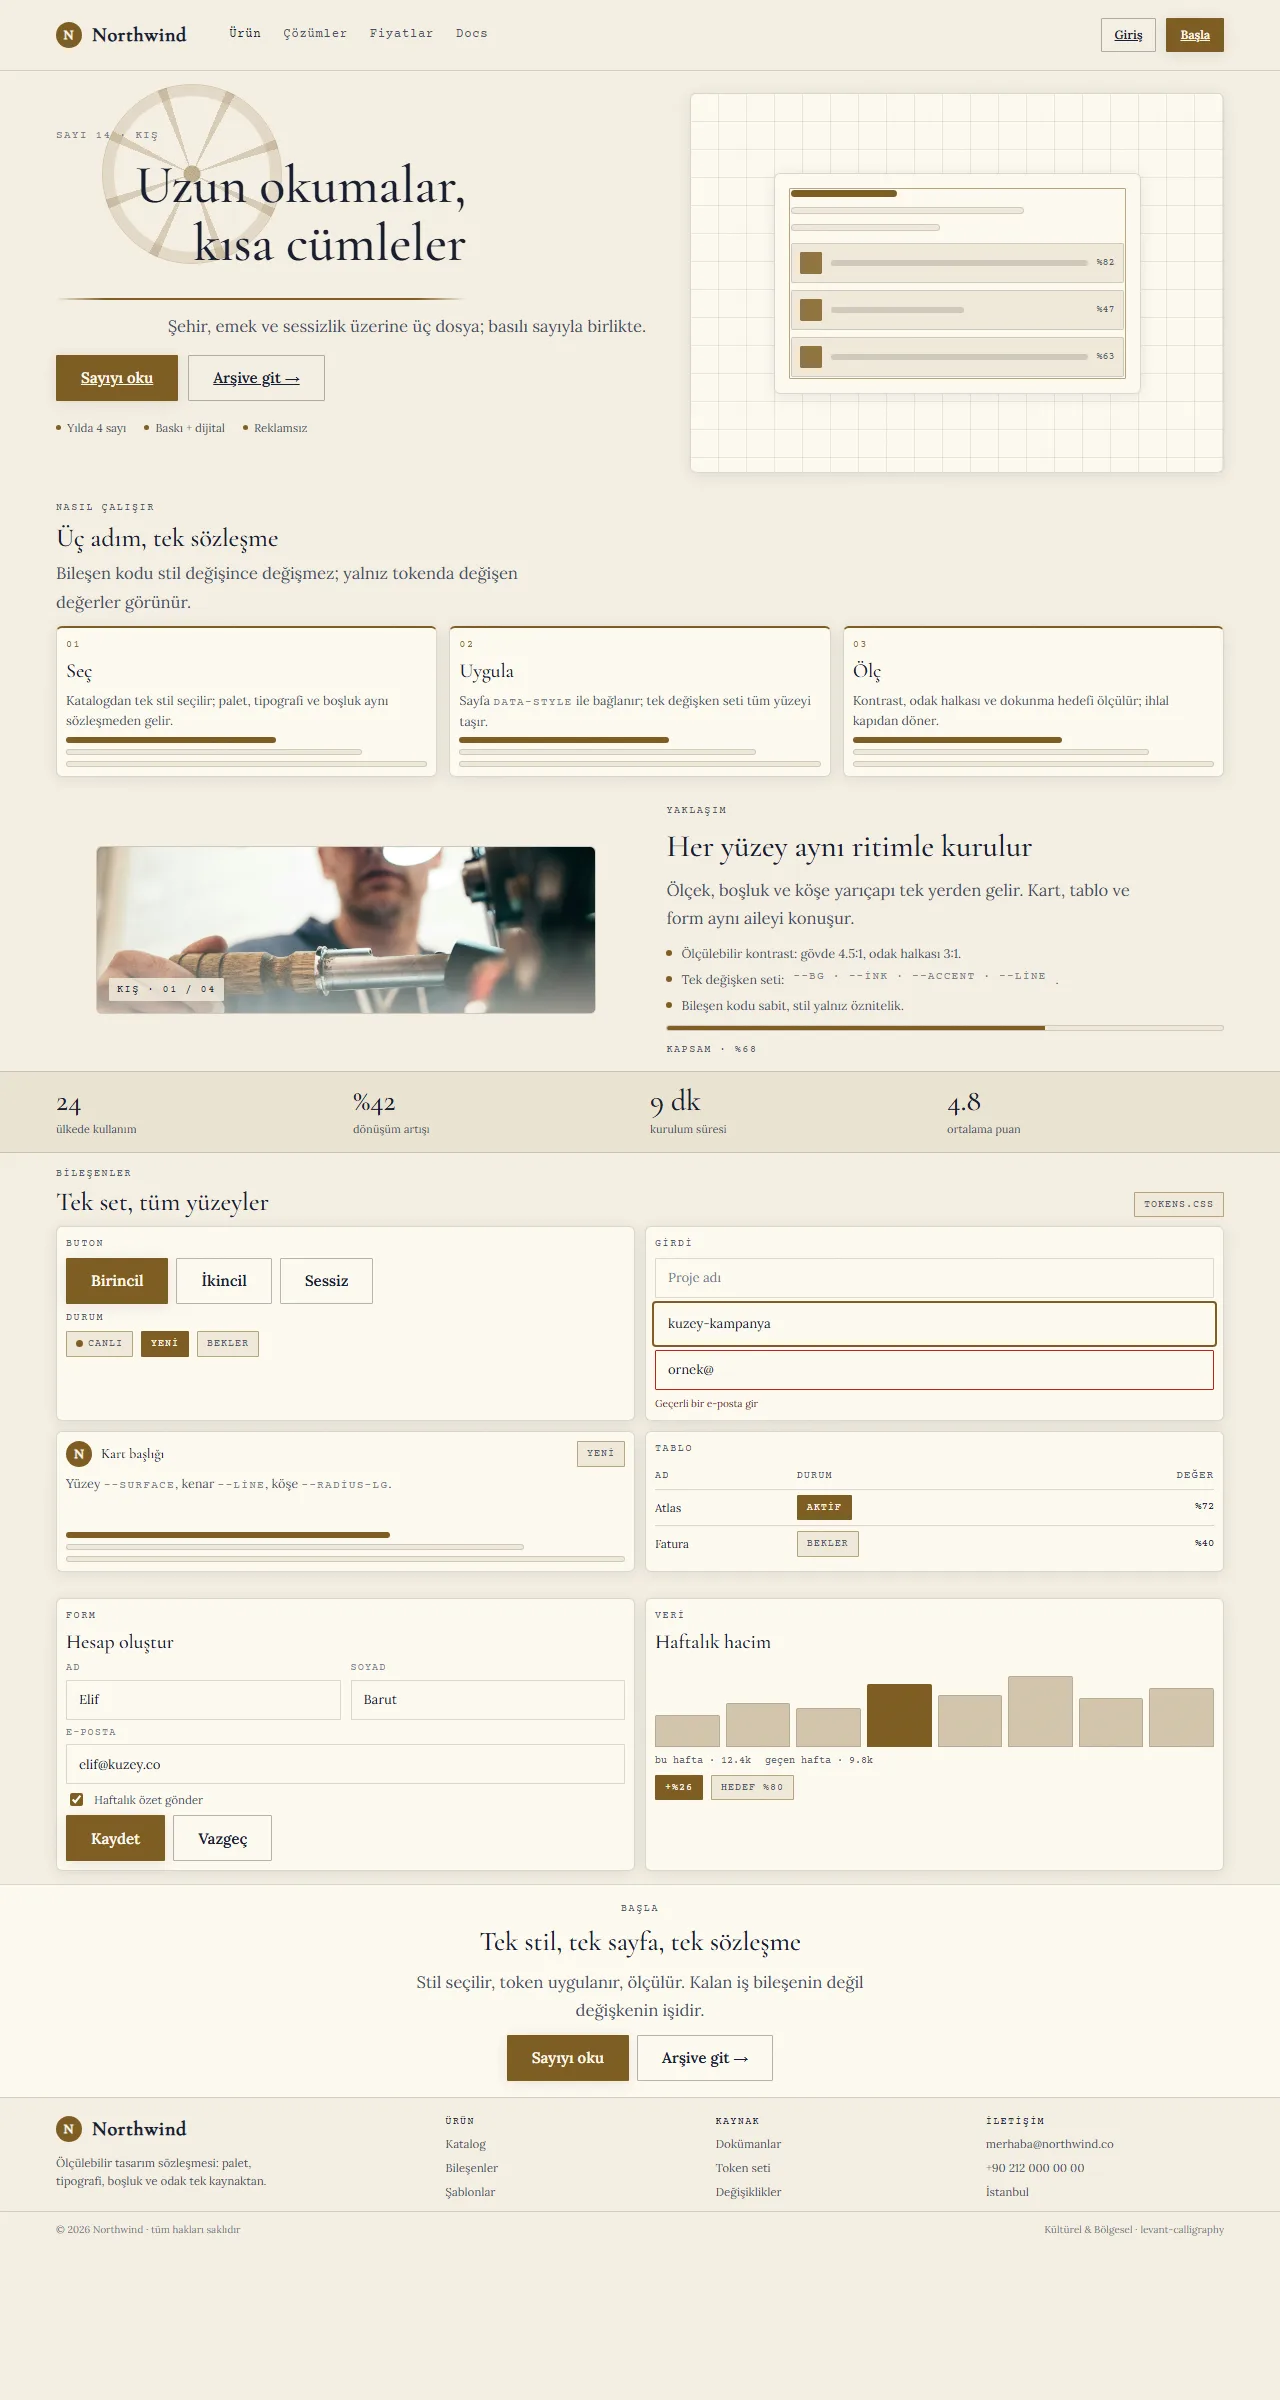 N Northwind
Ürün Çözümler Fiyatlar Docs
Giriş Başla
SAYI 14 · KIŞ
Uzun okumalar,
kısa cümleler
Şehir, emek ve sessizlik üzerine üç dosya; basılı sayıyla birlikte.
Sayıyı oku Arşive git →
Yılda 4 sayı Baskı + dijital Reklamsız
%82
%47
%63
NASIL ÇALIŞIR
Üç adım, tek sözleşme
Bileşen kodu stil değişince değişmez; yalnız tokenda değişen
değerler görünür.
01
Seç
Katalogdan tek stil seçilir; palet, tipografi ve boşluk aynı
sözleşmeden gelir.
02
Uygula
Sayfa DATA-STYLE ile bağlanır; tek değişken seti tüm yüzeyi
taşır.
03
Ölç
Kontrast, odak halkası ve dokunma hedefi ölçülür; ihlal
kapıdan döner.
KIŞ · 01 / 04
YAKLAŞIM
Her yüzey aynı ritimle kurulur
Ölçek, boşluk ve köşe yarıçapı tek yerden gelir. Kart, tablo ve
form aynı aileyi konuşur.
Ölçülebilir kontrast: gövde 4.5:1, odak halkası 3:1.
Tek değişken seti: --BG · --İNK · --ACCENT · --LİNE .
Bileşen kodu sabit, stil yalnız öznitelik.
KAPSAM · %68
24
ülkede kullanım
%42
dönüşüm artışı
9 dk
kurulum süresi
4.8
ortalama puan
BİLEŞENLER
Tek set, tüm yüzeyler
TOKENS.CSS
BUTON
Birincil İkincil Sessiz
DURUM
CANLI YENİ BEKLER
GİRDİ
Proje adı
kuzey-kampanya
ornek@
Geçerli bir e-posta gir
N Kart başlığı YENİ
Yüzey --SURFACE, kenar --LİNE, köşe --RADİUS-LG.
TABLO
AD DURUM DEĞER
Atlas AKTİF %72
Fatura BEKLER %40
FORM
Hesap oluştur
AD SOYAD
Elif Barut
E-POSTA
elif@kuzey.co
Haftalık özet gönder
Kaydet Vazgeç
VERİ
Haftalık hacim
bu hafta · 12.4k geçen hafta · 9.8k
+%26 HEDEF %80
BAŞLA
Tek stil, tek sayfa, tek sözleşme
Stil seçilir, token uygulanır, ölçülür. Kalan iş bileşenin değil
değişkenin işidir.
Sayıyı oku Arşive git →
N Northwind
Ölçülebilir tasarım sözleşmesi: palet,
tipografi, boşluk ve odak tek kaynaktan.
ÜRÜN
Katalog
Bileşenler
Şablonlar
KAYNAK
Dokümanlar
Token seti
Değişiklikler
İLETİŞİM
merhaba@northwind.co
+90 212 000 00 00
İstanbul
© 2026 Northwind · tüm hakları saklıdır
Kültürel & Bölgesel · levant-calligraphy